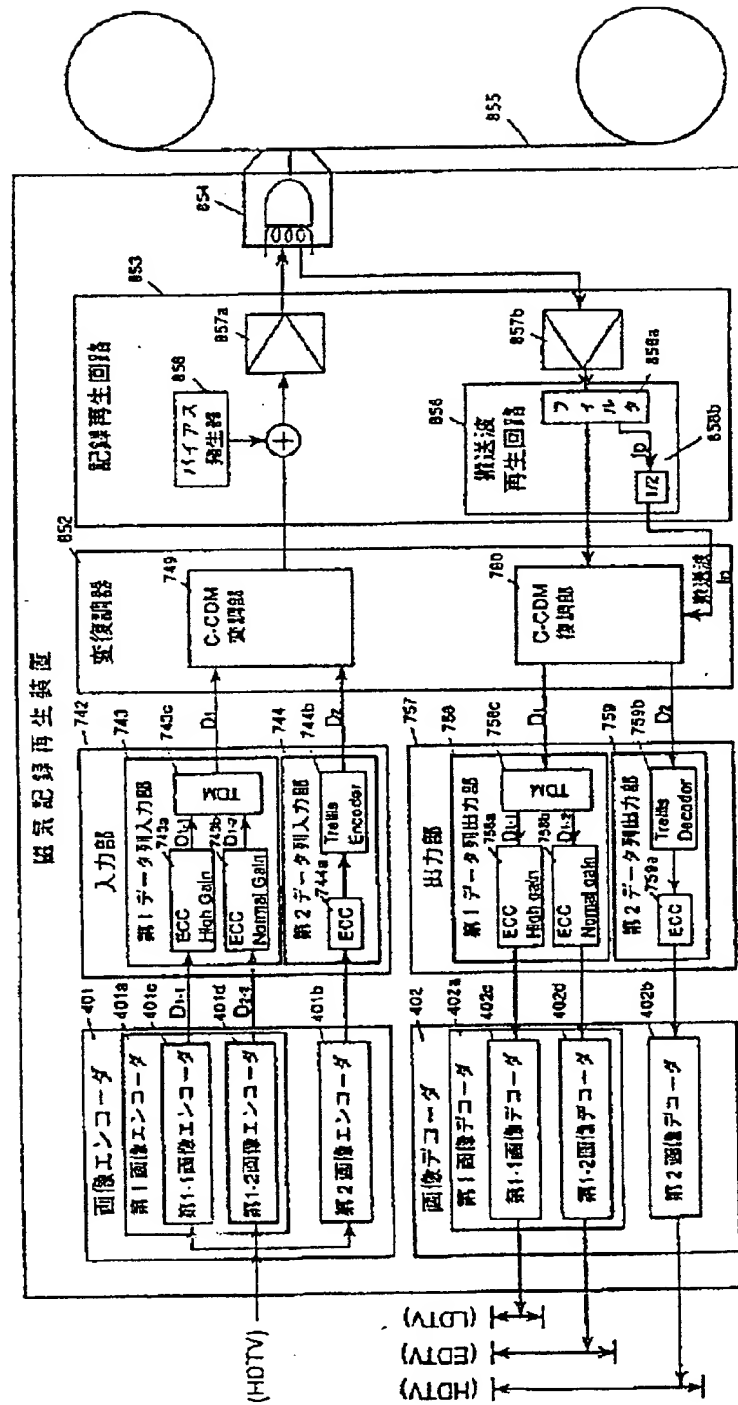 磁気記録再生装置
(HDTV)
画像エンコーダ
401
第1画像エンコーダ
401a
第1-1画像エンコーダ
401c
第1-2画像エンコーダ
401d
第2画像エンコーダ
401b
D1-1
D2-2
入力部
742
第1データ列入力部
743
743a
ECC
High Gain
D1-1
743b
ECC
Normal Gain
D1-2
743c
TDM
第2データ列入力部
744
744a
ECC
744b
Trellis
Encoder
D1
D2
変復調器
852
749
C-CDM
変調部
記録再生回路
853
バイアス
発生器
856
857a
854
855
(LDTV)
(EDTV)
(HDTV)
画像デコーダ
402
第1画像デコーダ
402a
第1-1画像デコーダ
402c
第1-2画像デコーダ
402d
第2画像デコーダ
402b
出力部
757
第1データ列出力部
758
758a
ECC
High gain
D1-1
758b
ECC
Normal gain
D1-2
758c
TDM
第2データ列出力部
759
759a
ECC
759b
Trellis
Decoder
D1
D2
760
C-CDM
復調部
搬送波
搬送波
再生回路
858
857b
フィルタ
858a
1/2
858b